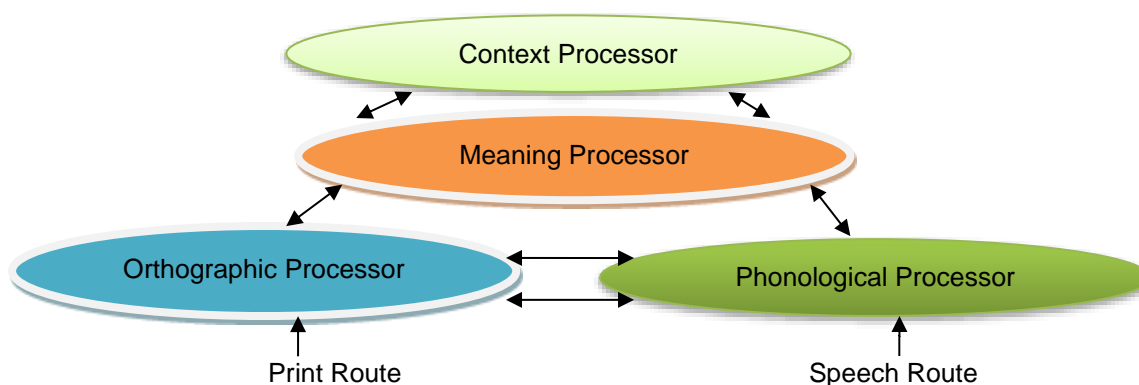 Context Processor
Meaning Processor
Orthographic Processor
Phonological Processor
Print Route
Speech Route